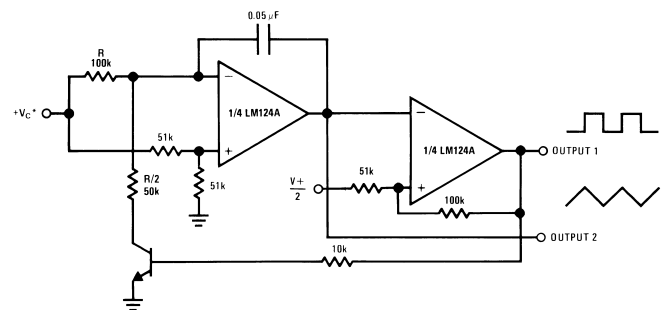 0.05 μF
R
100k
+VC*
51k
−
+
1/4 LM124A
51k
R/2
50k
V+
2
51k
−
+
1/4 LM124A
100k
OUTPUT 1
OUTPUT 2
10k